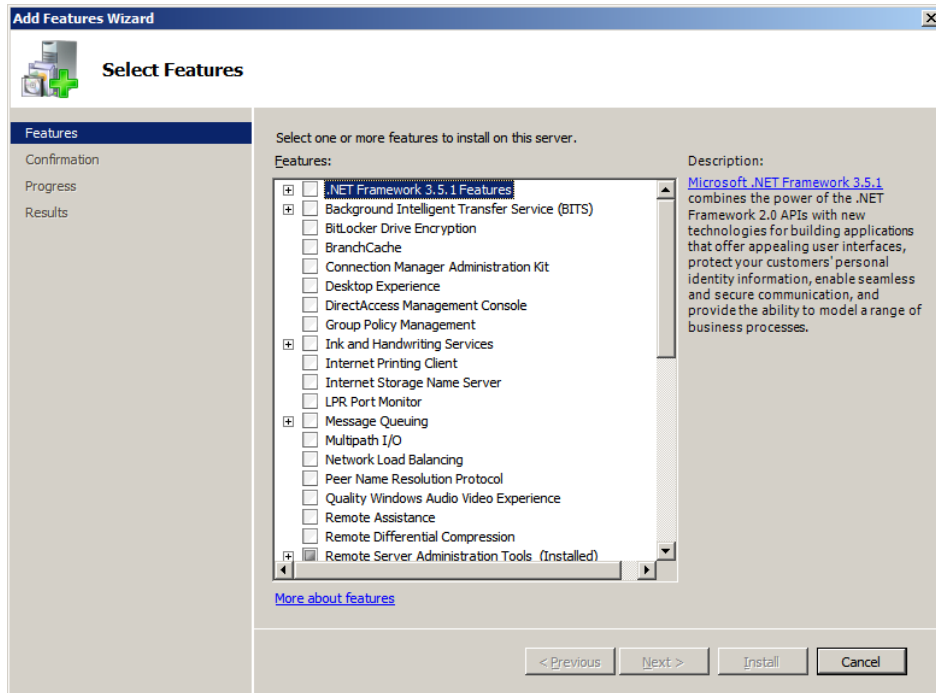 Add Features Wizard
Select Features
Features
Confirmation
Progress
Results
Select one or more features to install on this server.
Features:
.NET Framework 3.5.1 Features
Background Intelligent Transfer Service (BITS)
BitLocker Drive Encryption
BranchCache
Connection Manager Administration Kit
Desktop Experience
DirectAccess Management Console
Group Policy Management
Ink and Handwriting Services
Internet Printing Client
Internet Storage Name Server
LPR Port Monitor
Message Queuing
Multipath I/O
Network Load Balancing
Peer Name Resolution Protocol
Quality Windows Audio Video Experience
Remote Assistance
Remote Differential Compression
Remote Server Administration Tools (Installed)
More about features
Description:
Microsoft .NET Framework 3.5.1
combines the power of the .NET
Framework 2.0 APIs with new
technologies for building applications
that offer appealing user interfaces,
protect your customers' personal
identity information, enable seamless
and secure communication, and
provide the ability to model a range of
business processes.
< Previous
Next >
Install
Cancel